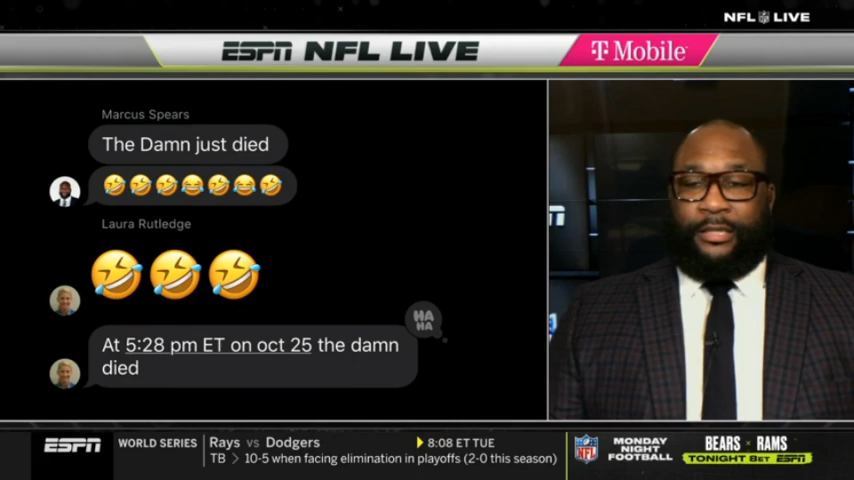 NFL LIVE
ESPN NFL LIVE
T Mobile
Marcus Spears
The Damn just died
Laura Rutledge
HA
HA
At 5:28 pm ET on oct 25 the damn
died
ESPN
WORLD SERIES
Rays vs Dodgers
8:08 ET TUE
TB > 10-5 when facing elimination in playoffs (2-0 this season)
NFL
MONDAY
NIGHT
FOOTBALL
BEARS × RAMS
TONIGHT 8ET ESPN